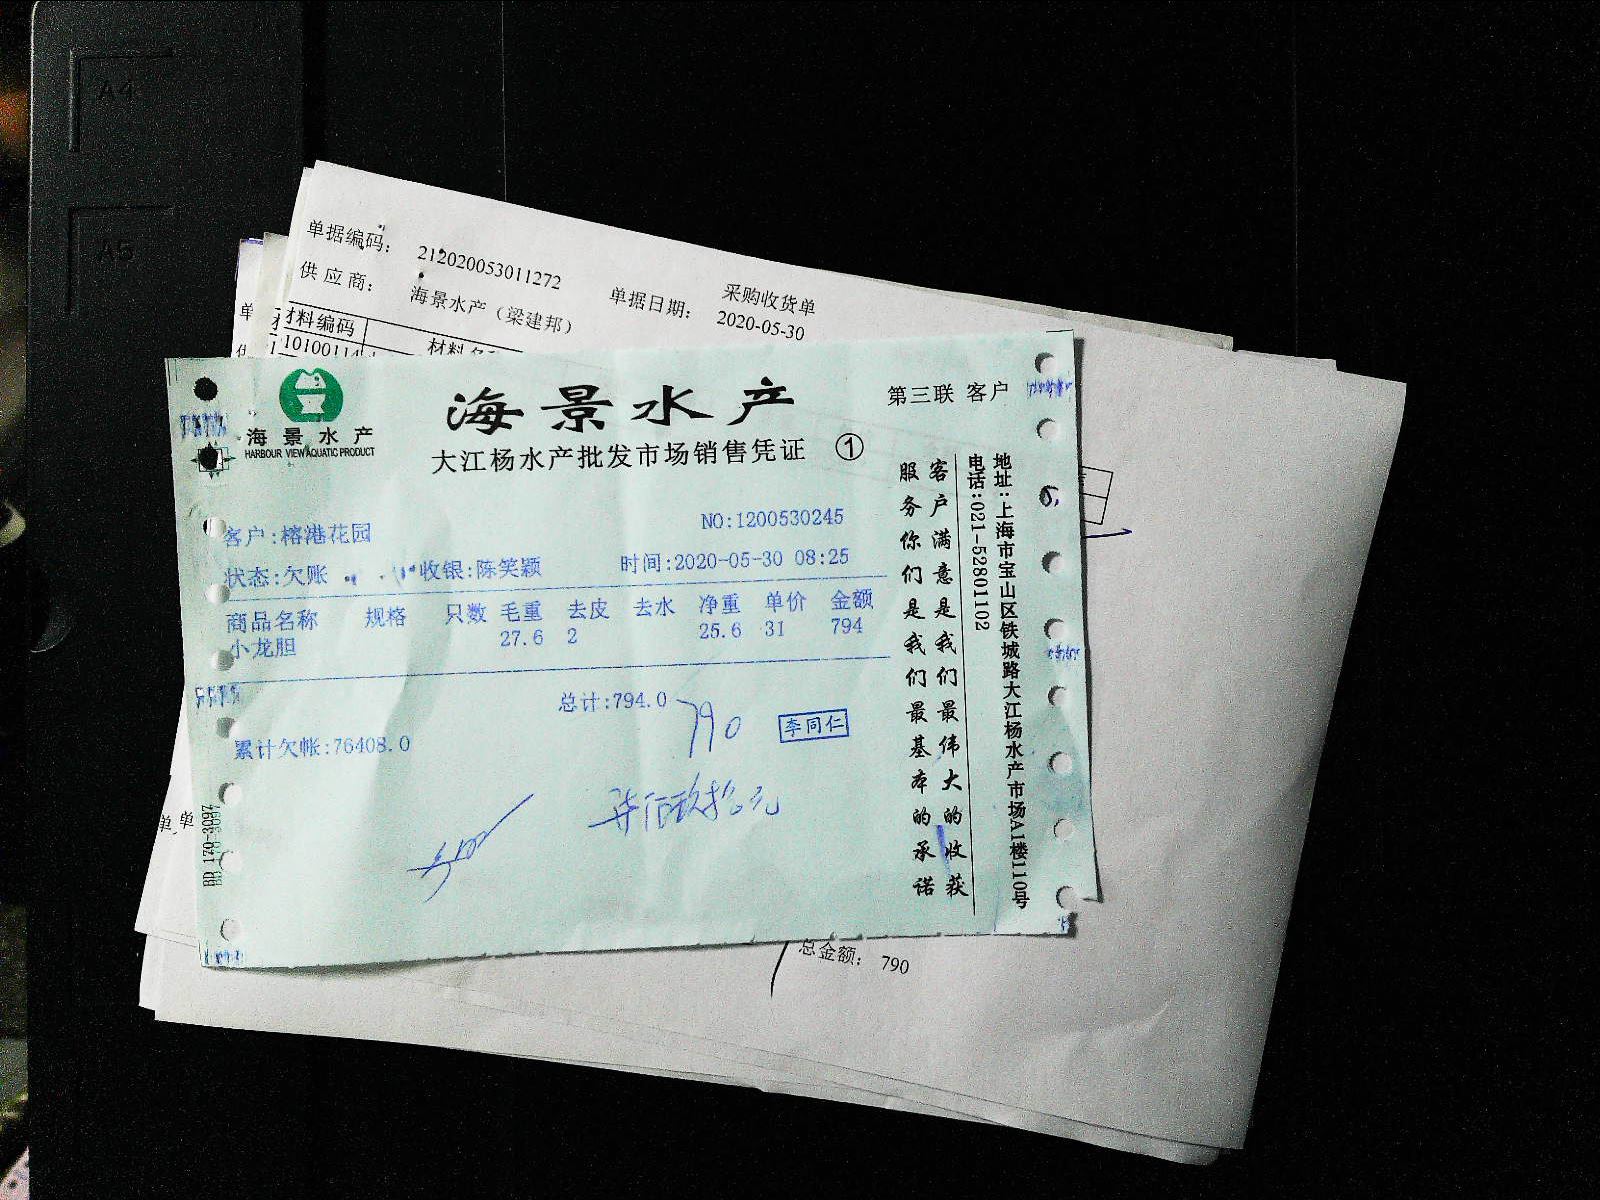 A4
A5
单据编码： 212020053011272
采购收货单
供 应 商： 海景水产（梁建邦） 单据日期： 2020-05-30
材料编码
10100114
海景水产 第三联 客户
海景水产
HARBOUR VIEW AQUATIC PRODUCT
大江杨水产批发市场销售凭证 ①
客户:榕港花园 NO:1200530245
状态:欠账 收银:陈笑颖 时间:2020-05-30 08:25
商品名称 规格 只数 毛重 去皮 去水 净重 单价 金额
小龙胆 27.6 2 25.6 31 794
总计:794.0
790
李同仁
累计欠帐:76408.0
柒佰玖拾元
客户满意是我们最伟大的收获
服务你们是我们最基本的承诺
地址:上海市宝山区铁城路大江杨水产市场A1楼110号
电话:021-52801102
BD 170-3097
总金额： 790